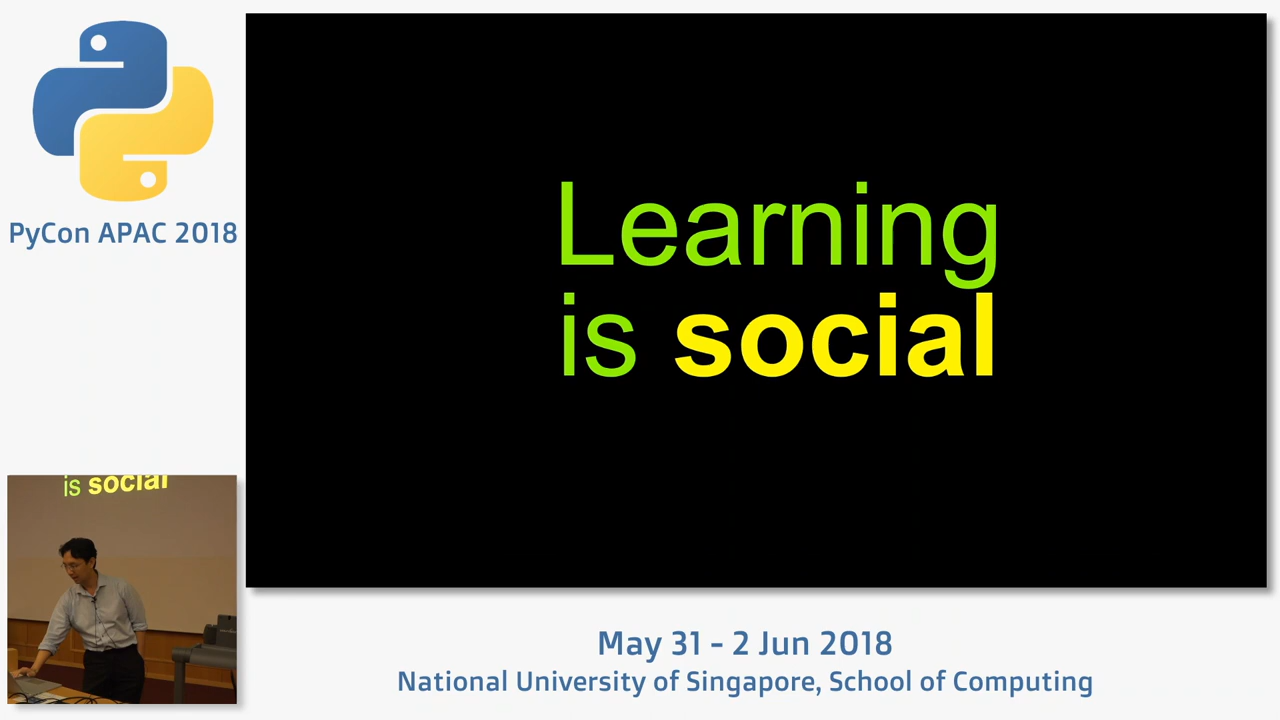 PyCon APAC 2018
Learning
is social
is social
May 31 - 2 Jun 2018
National University of Singapore, School of Computing